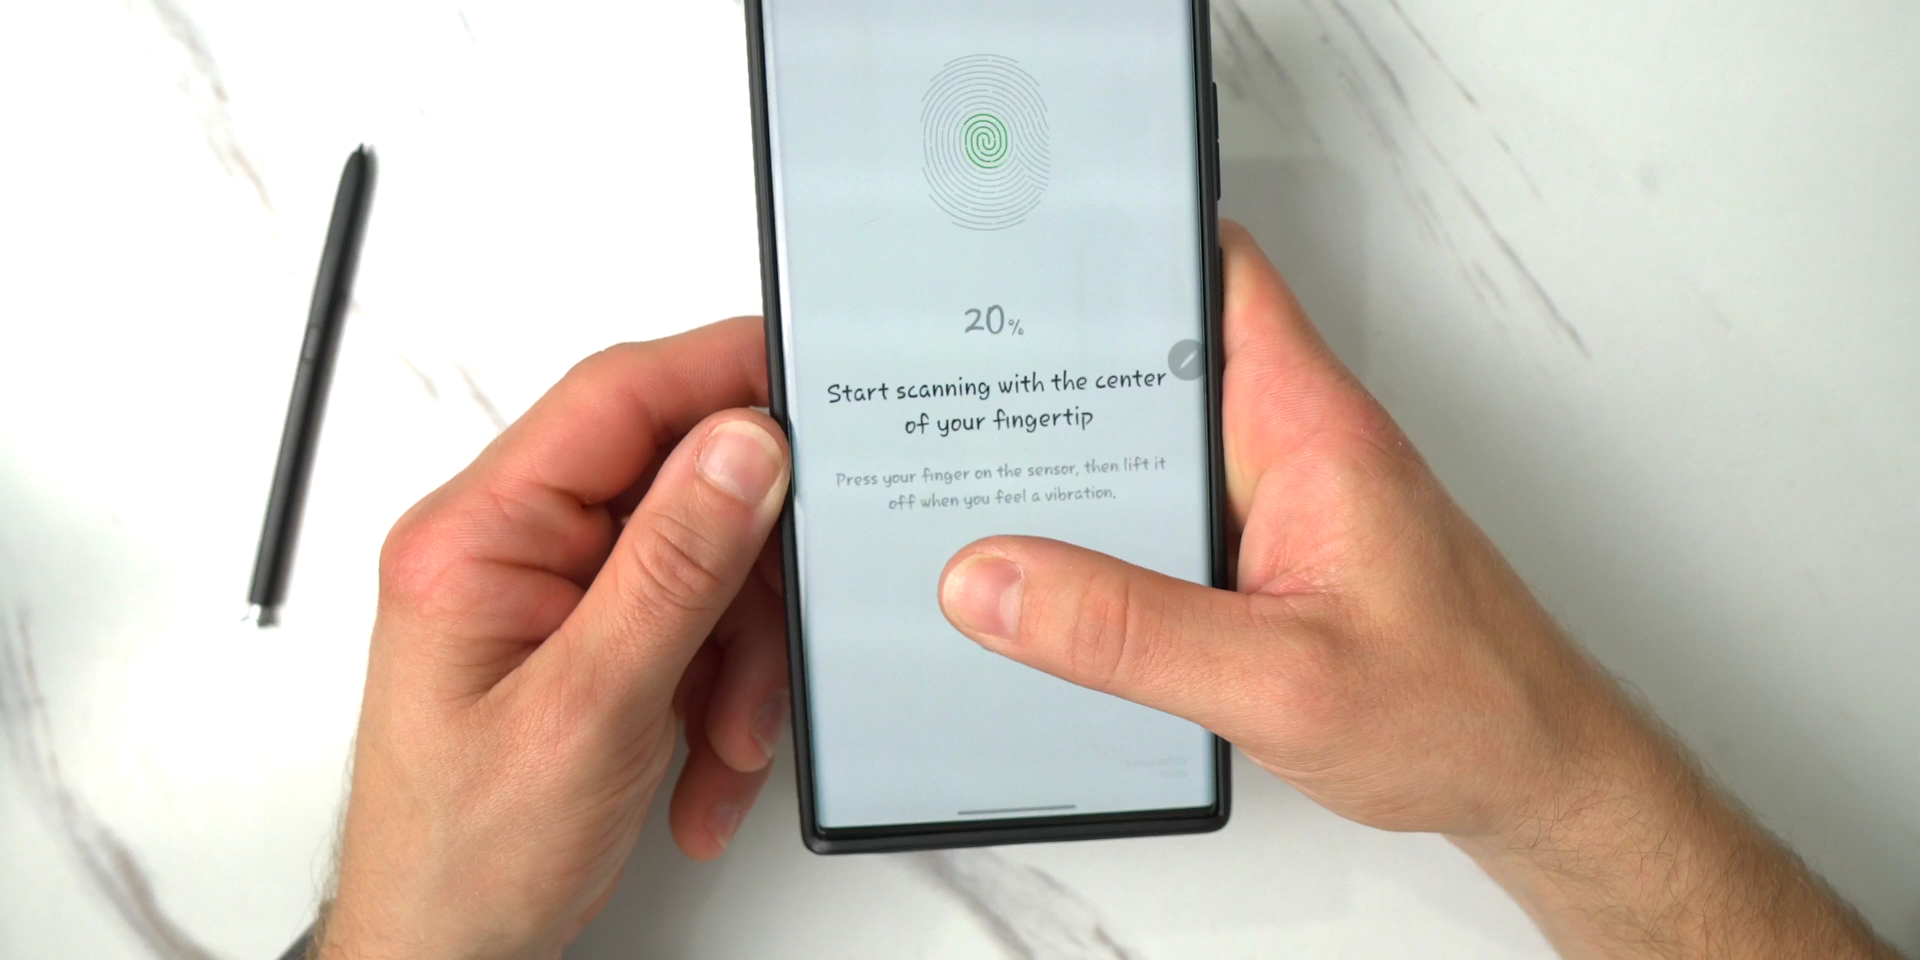 20%
Start scanning with the center
of your fingertip
Press your finger on the sensor, then lift it
off when you feel a vibration.